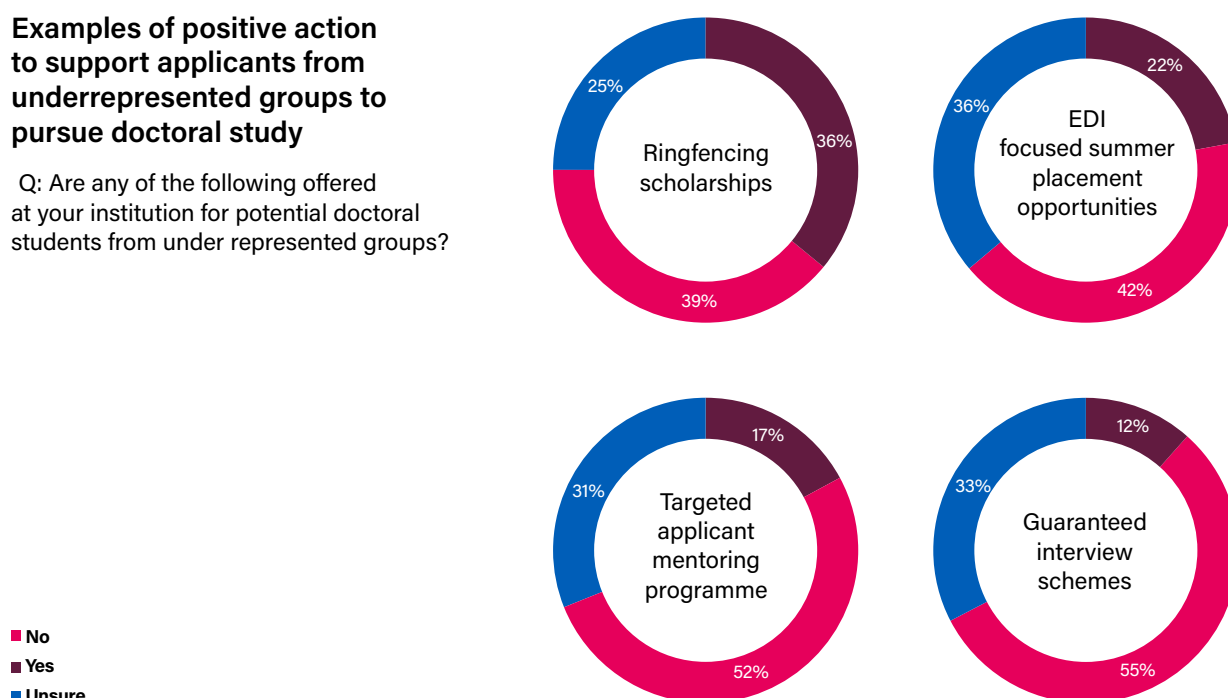 Examples of positive action
to support applicants from
underrepresented groups to
pursue doctoral study
Q: Are any of the following offered
at your institution for potential doctoral
students from under represented groups?
25%
36%
39%
Ringfencing
scholarships
36%
22%
42%
EDI
focused summer
placement
opportunities
17%
31%
52%
Targeted
applicant
mentoring
programme
12%
33%
55%
Guaranteed
interview
schemes
No
Yes
Unsure